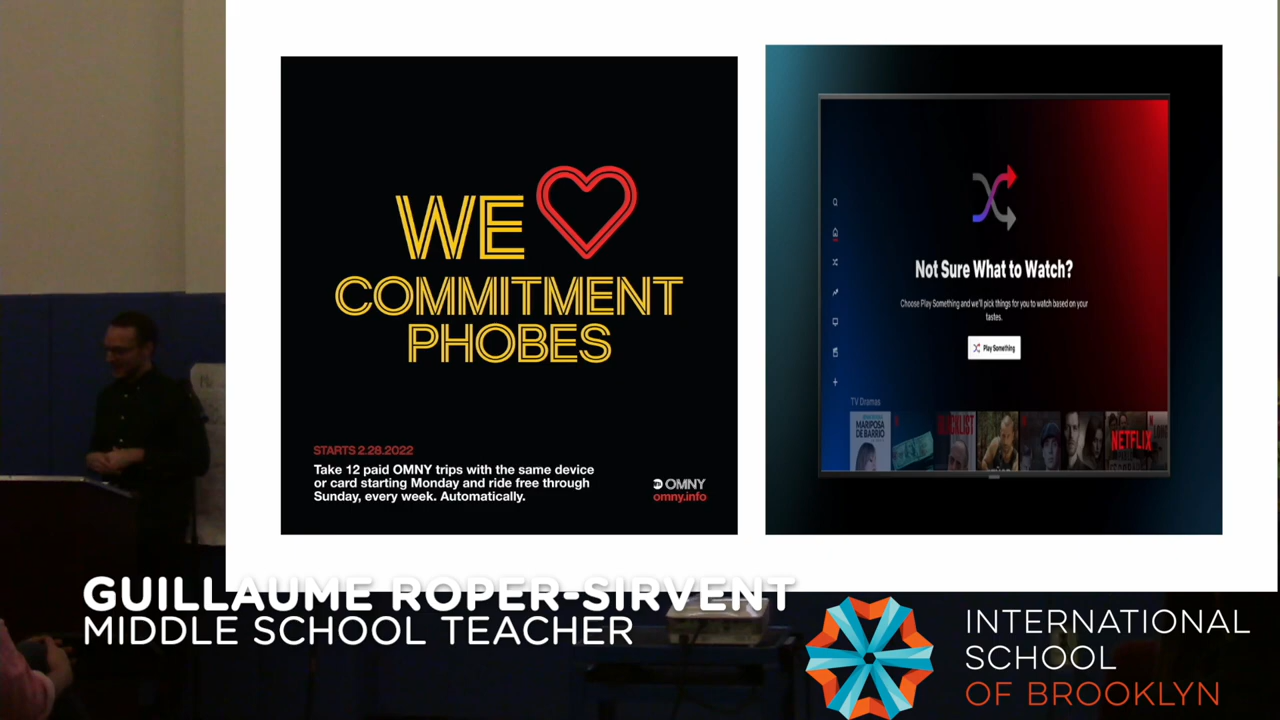 WE
COMMITMENT
PHOBES
STARTS 2.28.2022
Take 12 paid OMNY trips with the same device
or card starting Monday and ride free through
Sunday, every week. Automatically.
OMNY
omny.info
Not Sure What to Watch?
Choose Play Something and we'll pick things for you to watch based on your
tastes.
Play Something
TV Dramas
MARIPOSA
DE BARRIO
NETFLIX
GUILLAUME ROPER-SIRVENT
MIDDLE SCHOOL TEACHER
INTERNATIONAL
SCHOOL
OF BROOKLYN